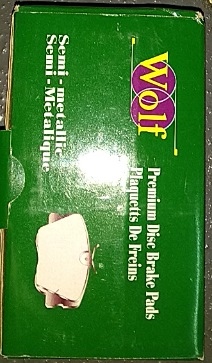 Wolf
Premium Disc Brake Pads
Plaquetts De Freins
Semi - metallic
Semi - Metalique